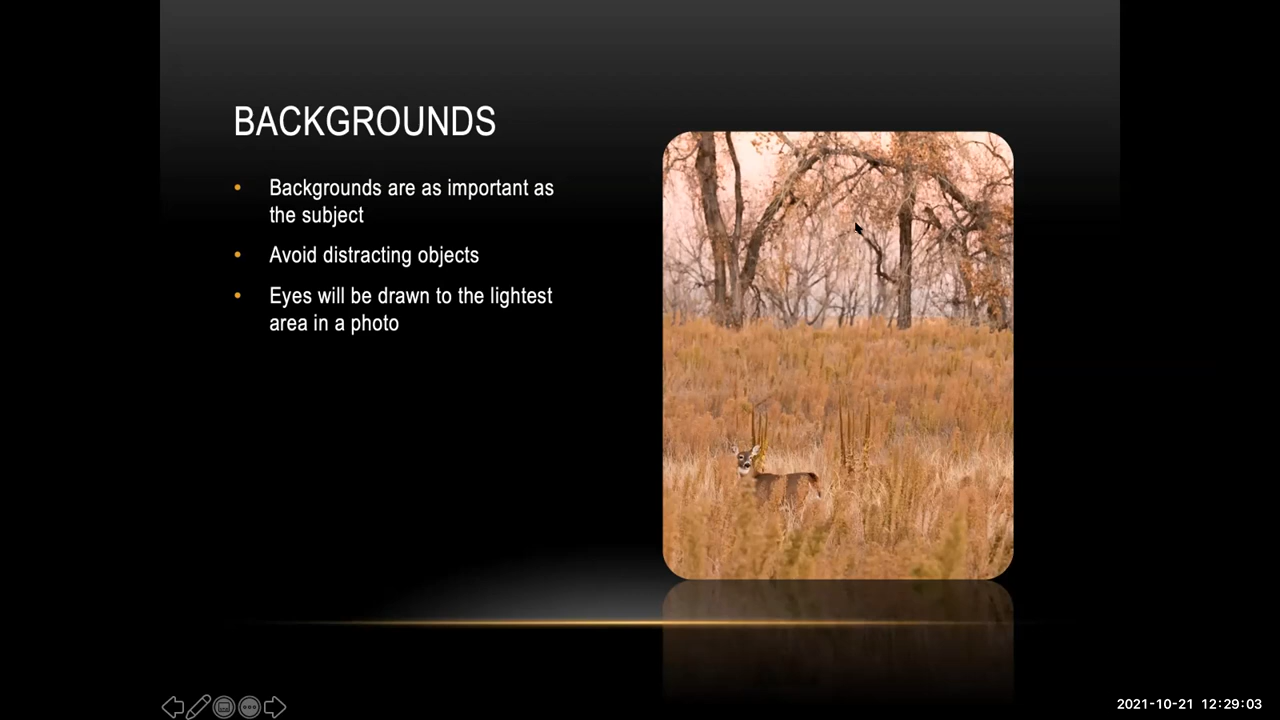 BACKGROUNDS
• Backgrounds are as important as
the subject
• Avoid distracting objects
• Eyes will be drawn to the lightest
area in a photo
2021-10-21 12:29:03